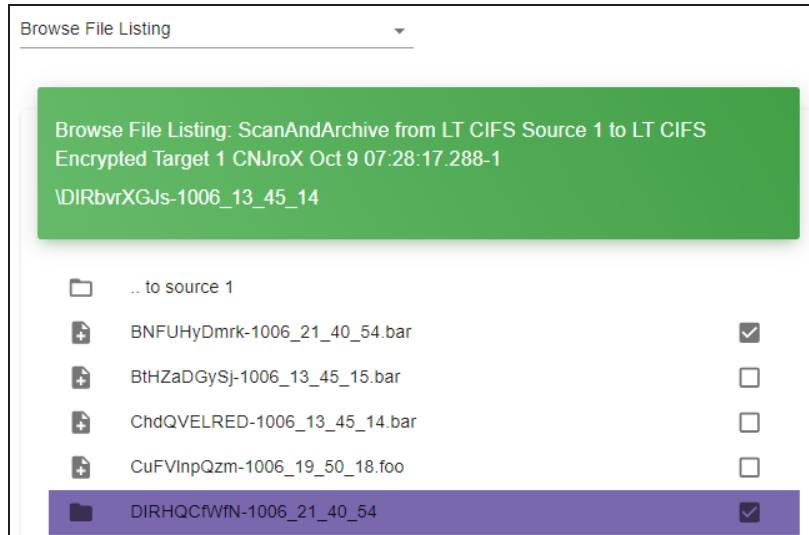 Browse File Listing
Browse File Listing: ScanAndArchive from LT CIFS Source 1 to LT CIFS
Encrypted Target 1 CNJroX Oct 9 07:28:17.288-1
\DIRbvrXGJs-1006_13_45_14
.. to source 1
BNFUHyDmrk-1006_21_40_54.bar
BtHZaDGySj-1006_13_45_15.bar
ChdQVELRED-1006_13_45_14.bar
CuFVlnpQzm-1006_19_50_18.foo
DIRHQCfWfN-1006_21_40_54